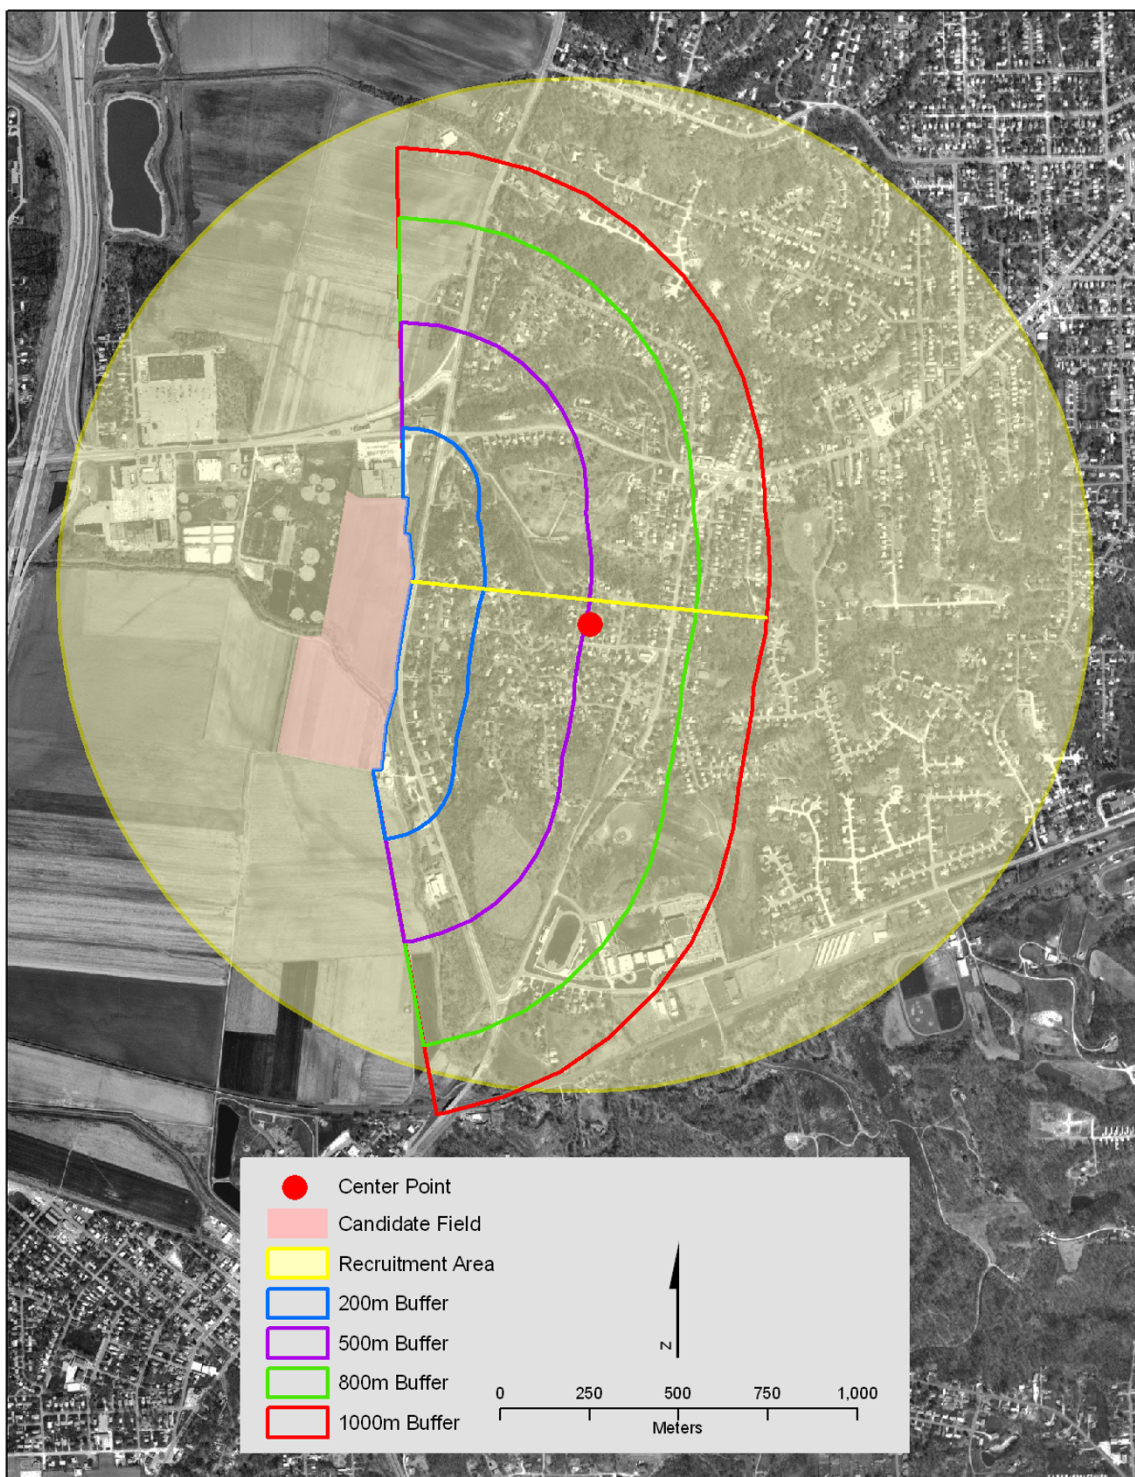 Center Point
Candidate Field
Recruitment Area
200m Buffer
500m Buffer
800m Buffer
1000m Buffer
N
0 250 500 750 1,000
Meters